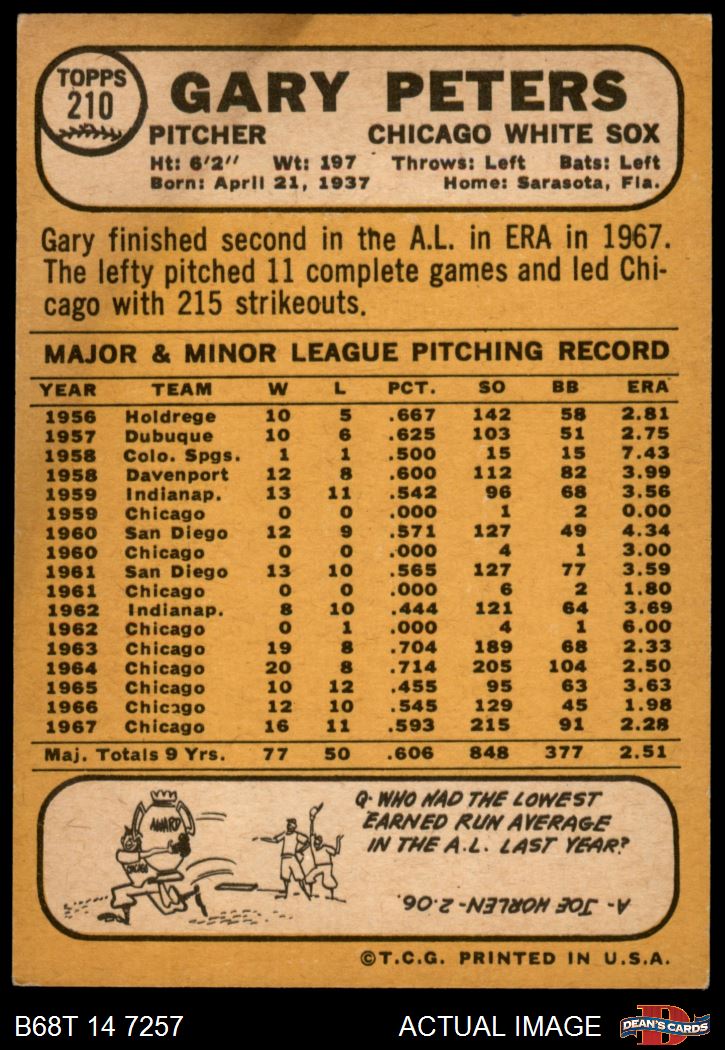 TOPPS
210
GARY PETERS
PITCHER CHICAGO WHITE SOX
Ht: 6'2" Wt: 197 Throws: Left Bats: Left
Born: April 21, 1937 Home: Sarasota, Fla.
Gary finished second in the A.L. in ERA in 1967.
The lefty pitched 11 complete games and led Chi-
cago with 215 strikeouts.
MAJOR & MINOR LEAGUE PITCHING RECORD
YEAR TEAM W L PCT. SO BB ERA
1956 Holdrege 10 5 .667 142 58 2.81
1957 Dubuque 10 6 .625 103 51 2.75
1958 Colo. Spgs. 1 1 .500 15 15 7.43
1958 Davenport 12 8 .600 112 82 3.99
1959 Indianap. 13 11 .542 96 68 3.56
1959 Chicago 0 0 .000 1 2 0.00
1960 San Diego 12 9 .571 127 49 4.34
1960 Chicago 0 0 .000 4 1 3.00
1961 San Diego 13 10 .565 127 77 3.59
1961 Chicago 0 0 .000 6 2 1.80
1962 Indianap. 8 10 .444 121 64 3.69
1962 Chicago 0 1 .000 4 1 6.00
1963 Chicago 19 8 .704 189 68 2.33
1964 Chicago 20 8 .714 205 104 2.50
1965 Chicago 10 12 .455 95 63 3.63
1966 Chicago 12 10 .545 129 45 1.98
1967 Chicago 16 11 .593 215 91 2.28
Maj. Totals 9 Yrs. 77 50 .606 848 377 2.51
AWARD
CHICAGO
Q- WHO HAD THE LOWEST
EARNED RUN AVERAGE
IN THE A.L. LAST YEAR?
A- JOE HORLEN-2.06.
©T.C.G. PRINTED IN U.S.A.
B68T 14 7257 ACTUAL IMAGE
D
DEAN'S CARDS